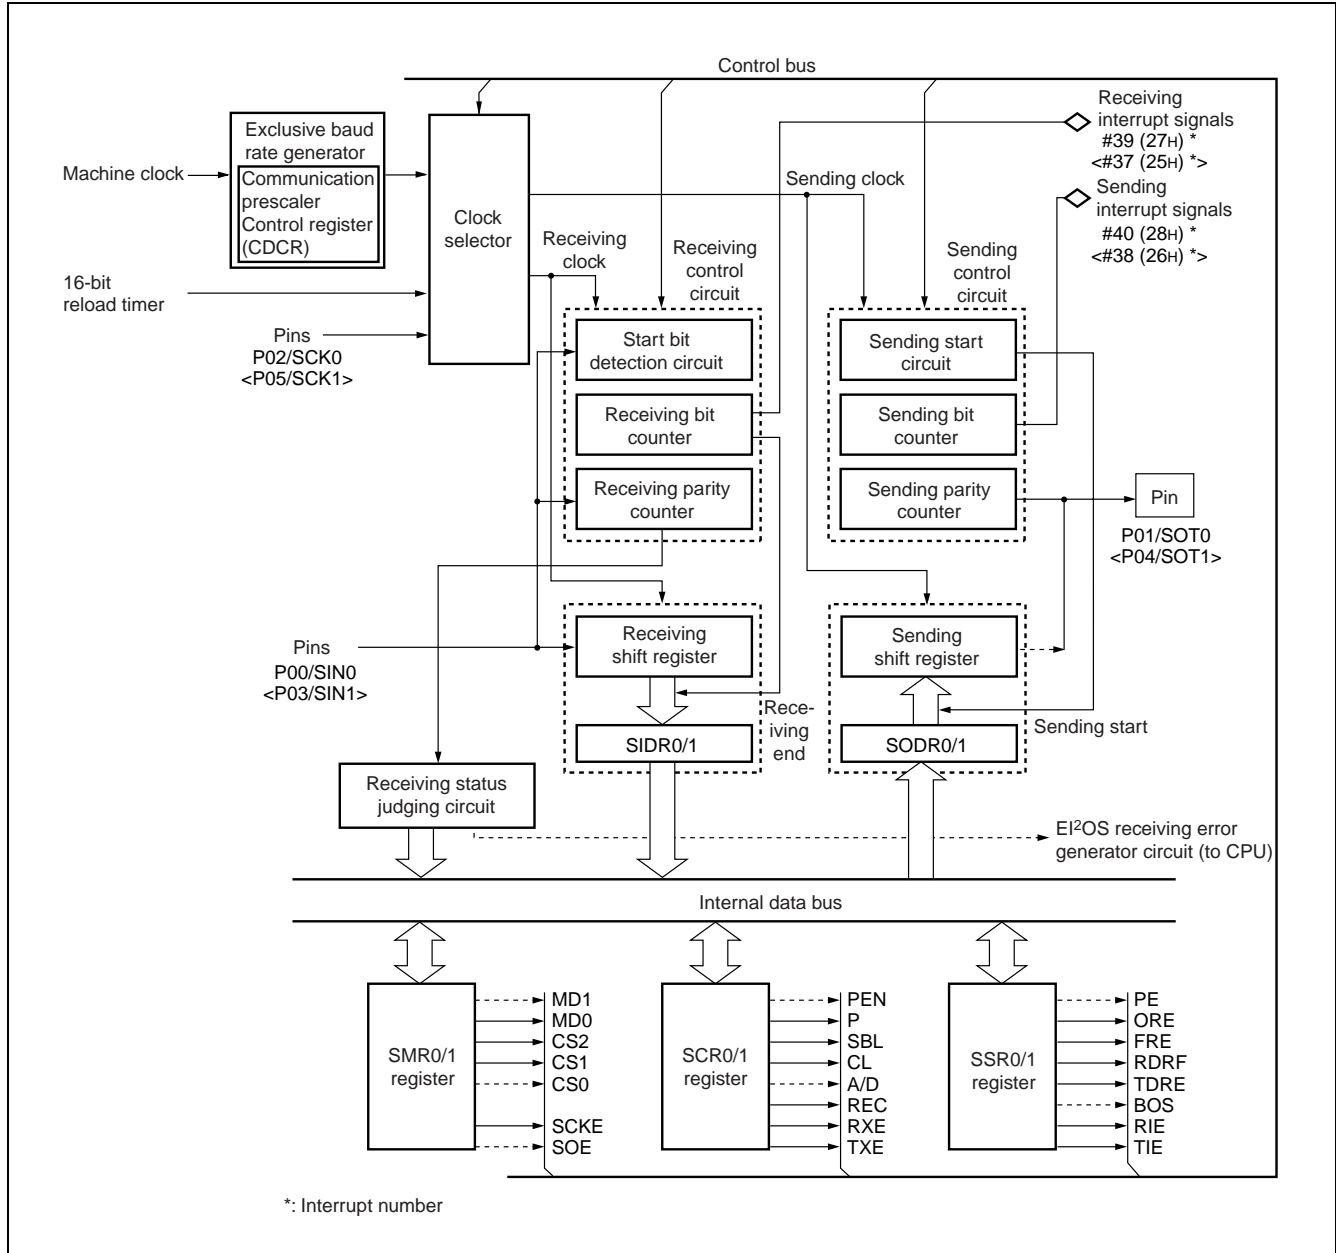 Control bus
Receiving
interrupt signals
#39 (27H) *
<#37 (25H) *>
Sending
interrupt signals
#40 (28H) *
<#38 (26H) *>
Exclusive baud
rate generator
Communication
prescaler
Control register
(CDCR)
Machine clock
Clock
selector
Sending clock
Receiving
clock
Receiving
control
circuit
Sending
control
circuit
16-bit
reload timer
Pins
P02/SCK0
<P05/SCK1>
Start bit
detection circuit
Receiving bit
counter
Receiving parity
counter
Sending start
circuit
Sending bit
counter
Sending parity
counter
Pin
P01/SOT0
<P04/SOT1>
Pins
P00/SIN0
<P03/SIN1>
Receiving
shift register
Sending
shift register
Rece-
iving
end
Sending start
SIDR0/1
SODR0/1
Receiving status
judging circuit
EI²OS receiving error
generator circuit (to CPU)
Internal data bus
SMR0/1
register
MD1
MD0
CS2
CS1
CS0
SCKE
SOE
SCR0/1
register
PEN
P
SBL
CL
A/D
REC
RXE
TXE
SSR0/1
register
PE
ORE
FRE
RDRF
TDRE
BOS
RIE
TIE
*: Interrupt number